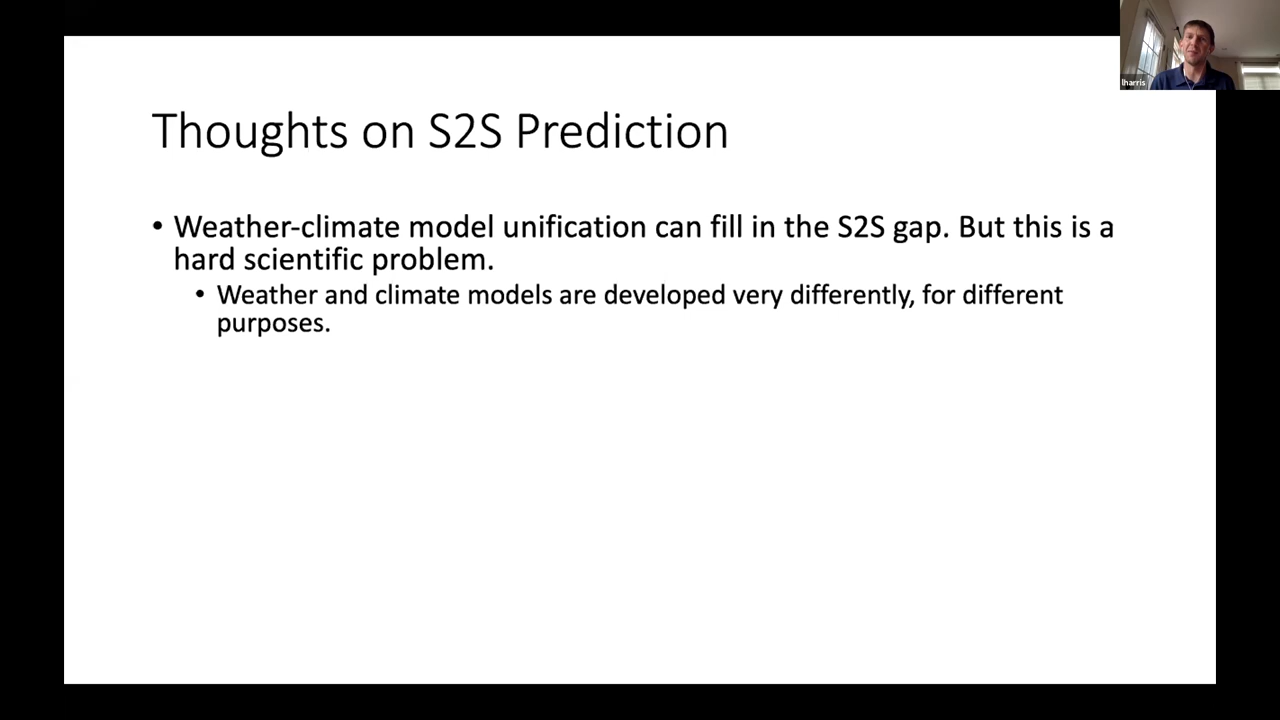 lharris
Thoughts on S2S Prediction
• Weather-climate model unification can fill in the S2S gap. But this is a
hard scientific problem.
• Weather and climate models are developed very differently, for different
purposes.